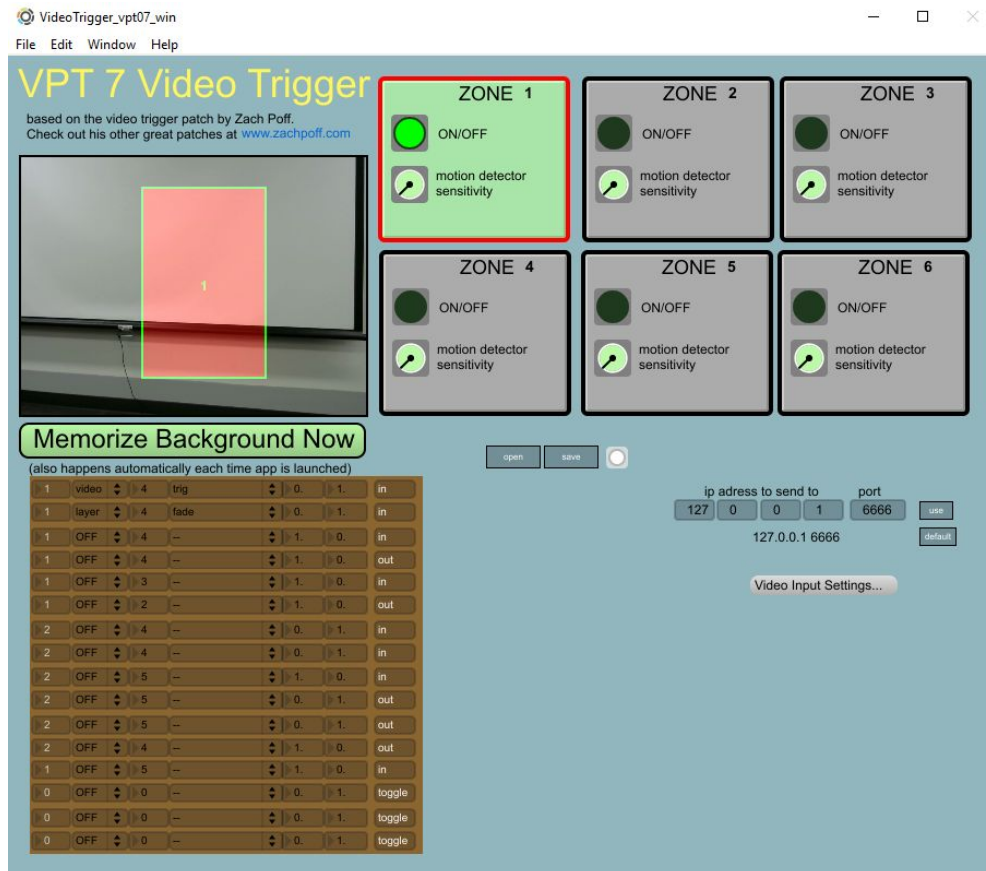 VideoTrigger_vpt07_win
File Edit Window Help
VPT 7 Video Trigger
based on the video trigger patch by Zach Poff.
Check out his other great patches at www.zachpoff.com
1
ZONE 1
ON/OFF
motion detector
sensitivity
ZONE 2
ON/OFF
motion detector
sensitivity
ZONE 3
ON/OFF
motion detector
sensitivity
ZONE 4
ON/OFF
motion detector
sensitivity
ZONE 5
ON/OFF
motion detector
sensitivity
ZONE 6
ON/OFF
motion detector
sensitivity
Memorize Background Now
(also happens automatically each time app is launched)
open save
1 video 4 trig 0. 1. in
1 layer 4 fade 0. 1. in
1 OFF 4 -- 1. 0. in
1 OFF 4 -- 1. 0. out
1 OFF 3 -- 1. 0. in
1 OFF 2 -- 1. 0. out
2 OFF 4 -- 0. 1. in
2 OFF 4 -- 0. 1. in
2 OFF 5 -- 1. 0. in
2 OFF 5 -- 0. 1. out
2 OFF 5 -- 0. 1. out
2 OFF 4 -- 1. 0. out
1 OFF 5 -- 1. 0. in
0 OFF 0 -- 0. 1. toggle
0 OFF 0 -- 0. 1. toggle
0 OFF 0 -- 0. 1. toggle
ip adress to send to port
127 0 0 1 6666 use
127.0.0.1 6666 default
Video Input Settings...